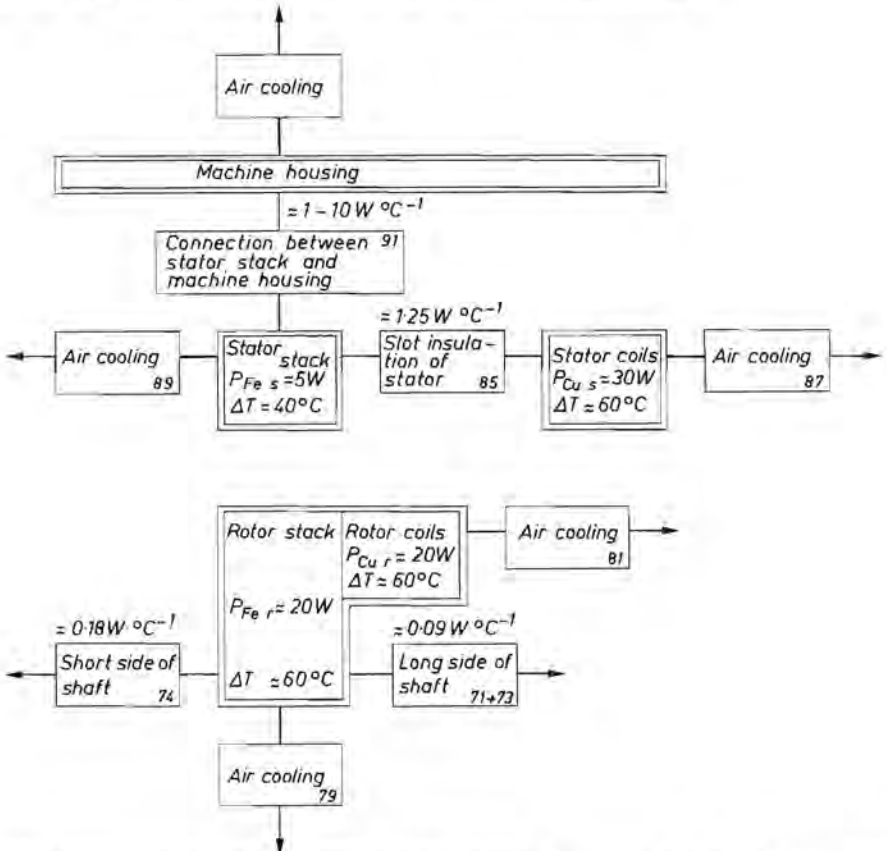 Air cooling
Machine housing
≃ 1 – 10 W °C⁻¹
Connection between 91
stator stack and
machine housing
≃ 1·25 W °C⁻¹
Air cooling
89
Stator
stack
P_Fe s ≃ 5W
ΔT ≃ 40°C
Slot insula-
tion of
stator 85
Stator coils
P_Cu s ≃ 30W
ΔT ≃ 60°C
Air cooling
87
Rotor stack
P_Fe r ≃ 20W
ΔT ≃ 60°C
Rotor coils
P_Cu r ≃ 20W
ΔT ≃ 60°C
Air cooling
81
≃ 0·18W °C⁻¹
Short side of
shaft
74
≃ 0·09 W °C⁻¹
Long side of
shaft
71+73
Air cooling
79